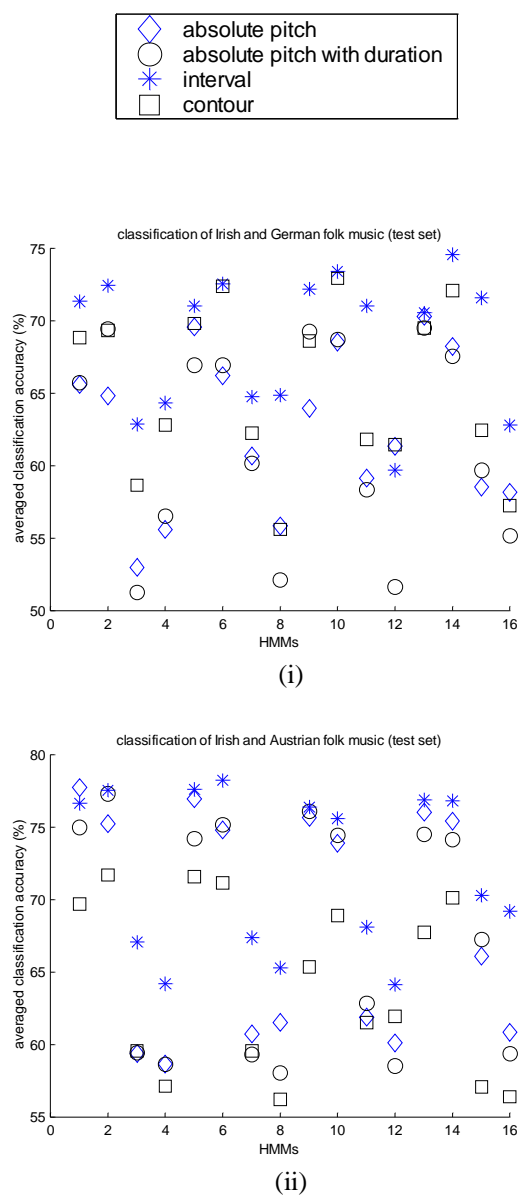 absolute pitch
absolute pitch with duration
interval
contour
classification of Irish and German folk music (test set)
averaged classification accuracy (%)
75
70
65
60
55
50
0 2 4 6 8 10 12 14 16
HMMs
(i)
classification of Irish and Austrian folk music (test set)
averaged classification accuracy (%)
80
75
70
65
60
55
0 2 4 6 8 10 12 14 16
HMMs
(ii)